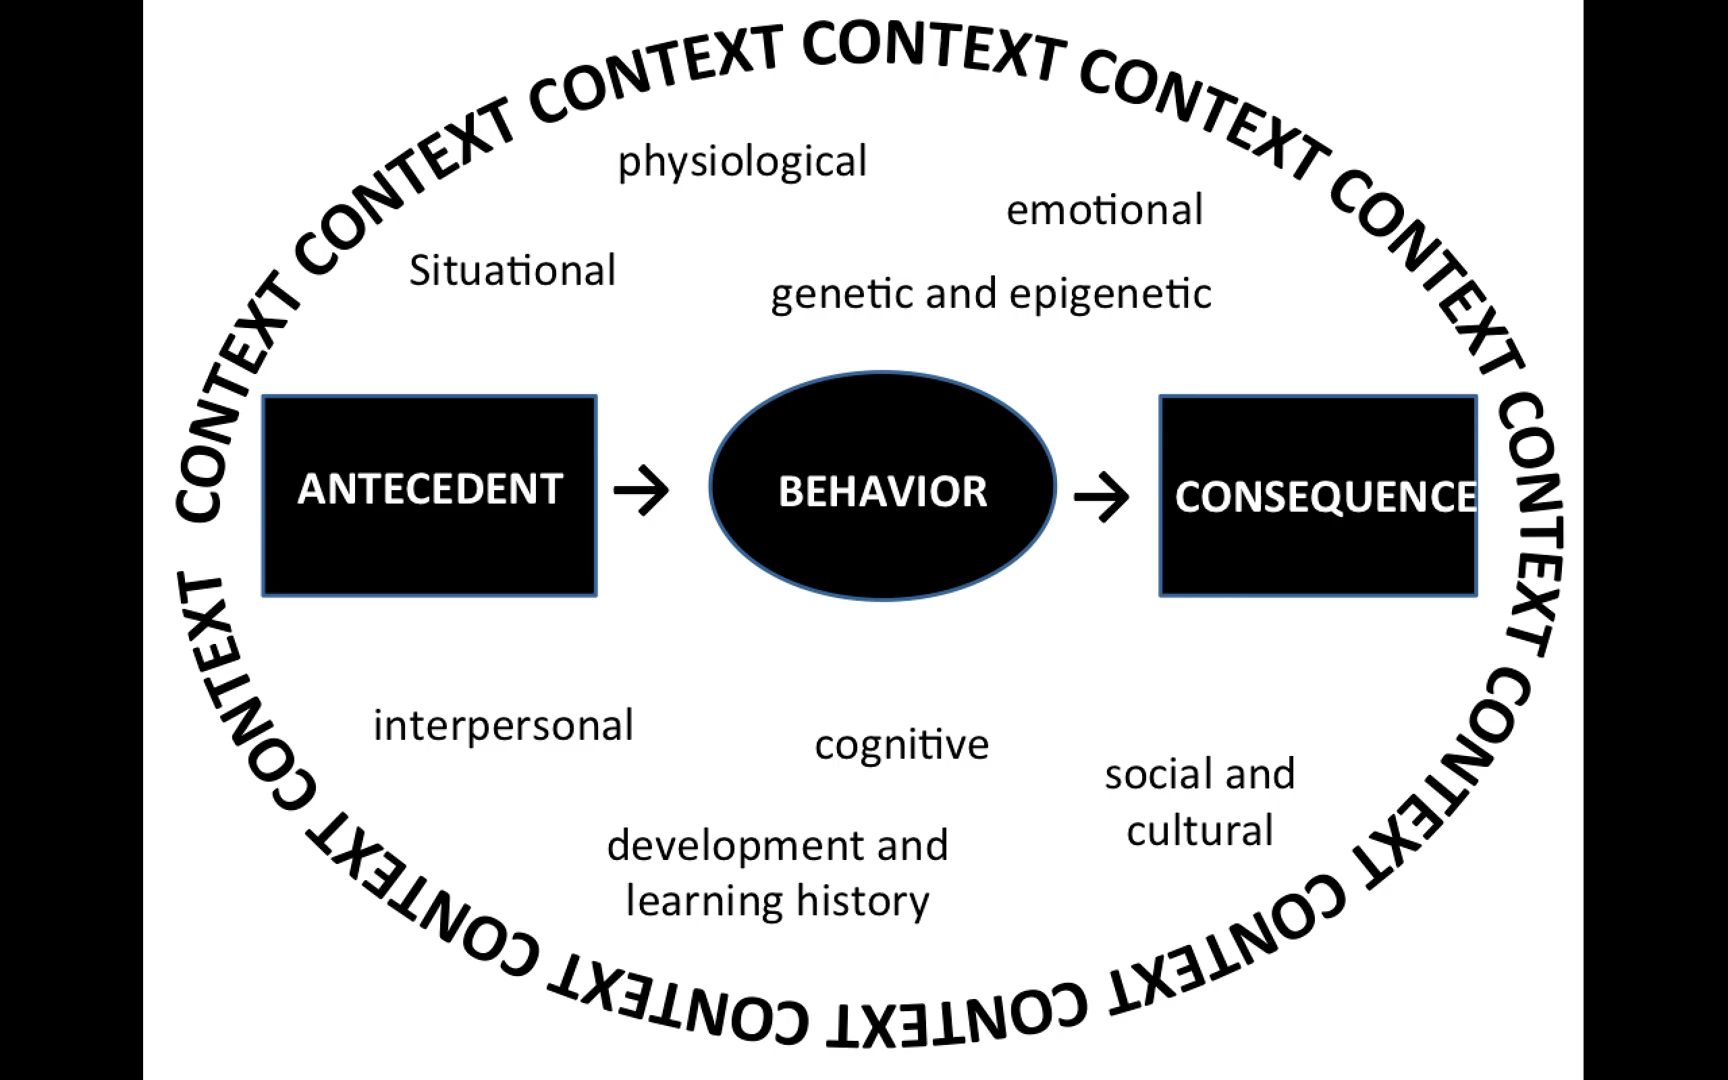 CONTEXT CONTEXT CONTEXT CONTEXT CONTEXT CONTEXT CONTEXT CONTEXT CONTEXT CONTEXT CONTEXT CONTEXT CONTEXT
physiological
emotional
Situational
genetic and epigenetic
ANTECEDENT → BEHAVIOR → CONSEQUENCE
interpersonal
cognitive
social and
cultural
development and
learning history